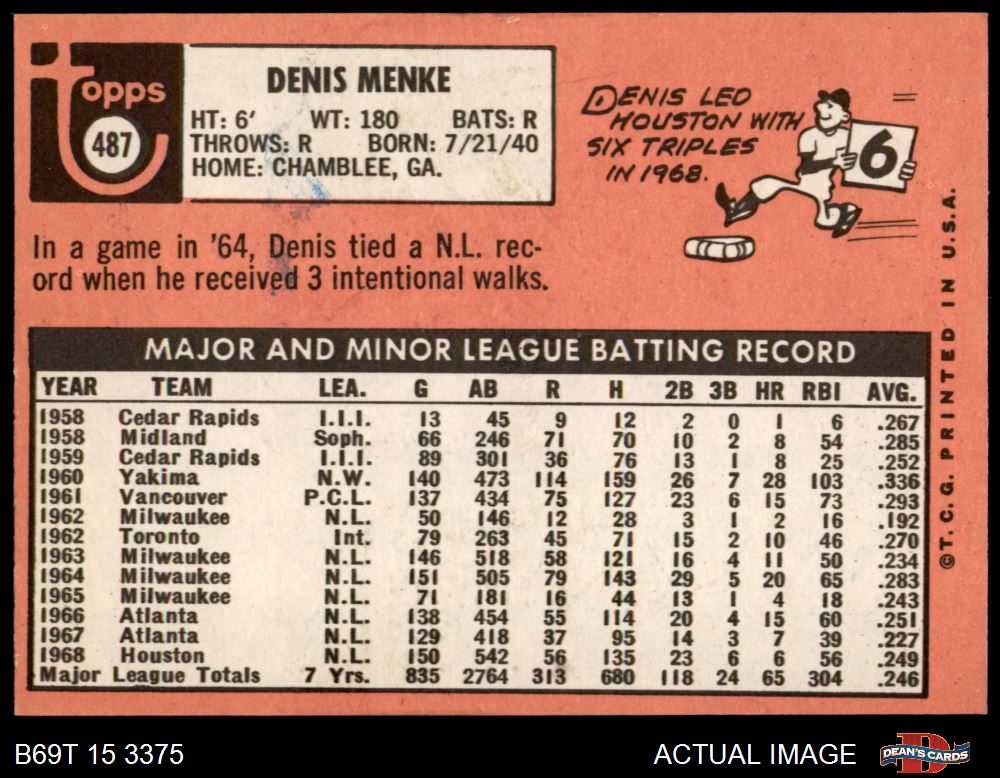 Topps
487
DENIS MENKE
HT: 6' WT: 180 BATS: R
THROWS: R BORN: 7/21/40
HOME: CHAMBLEE, GA.
DENIS LED
HOUSTON WITH
SIX TRIPLES
IN 1968.
6
In a game in '64, Denis tied a N.L. rec-
ord when he received 3 intentional walks.
MAJOR AND MINOR LEAGUE BATTING RECORD
YEAR TEAM LEA. G AB R H 2B 3B HR RBI AVG.
1958 Cedar Rapids I.I.I. 13 45 9 12 2 0 1 6 .267
1958 Midland Soph. 66 246 71 70 10 2 8 54 .285
1959 Cedar Rapids I.I.I. 89 301 36 76 13 1 8 25 .252
1960 Yakima N.W. 140 473 114 159 26 7 28 103 .336
1961 Vancouver P.C.L. 137 434 75 127 23 6 15 73 .293
1962 Milwaukee N.L. 50 146 12 28 3 1 2 16 .192
1962 Toronto Int. 79 263 45 71 15 2 10 46 .270
1963 Milwaukee N.L. 146 518 58 121 16 4 11 50 .234
1964 Milwaukee N.L. 151 505 79 143 29 5 20 65 .283
1965 Milwaukee N.L. 71 181 16 44 13 1 4 18 .243
1966 Atlanta N.L. 138 454 55 114 20 4 15 60 .251
1967 Atlanta N.L. 129 418 37 95 14 3 7 39 .227
1968 Houston N.L. 150 542 56 135 23 6 6 56 .249
Major League Totals 7 Yrs. 835 2764 313 680 118 24 65 304 .246
©T. C. G. PRINTED IN U.S.A.
B69T 15 3375
ACTUAL IMAGE
DEAN'S CARDS